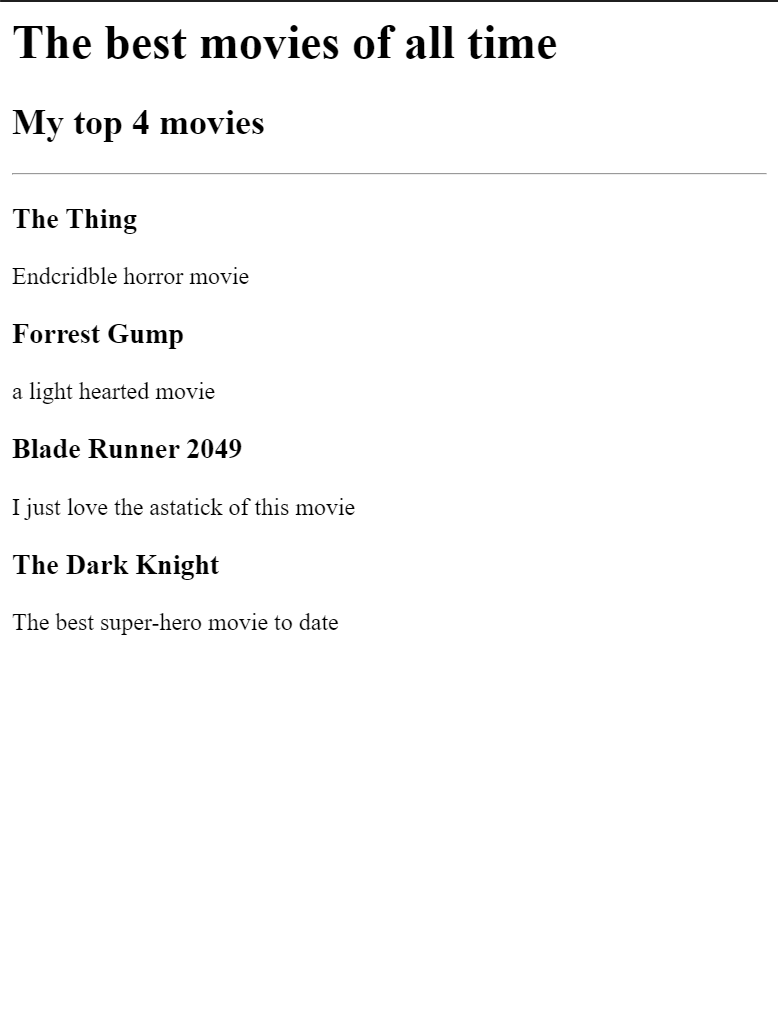 The best movies of all time
My top 4 movies
The Thing
Endcridble horror movie
Forrest Gump
a light hearted movie
Blade Runner 2049
I just love the astatick of this movie
The Dark Knight
The best super-hero movie to date